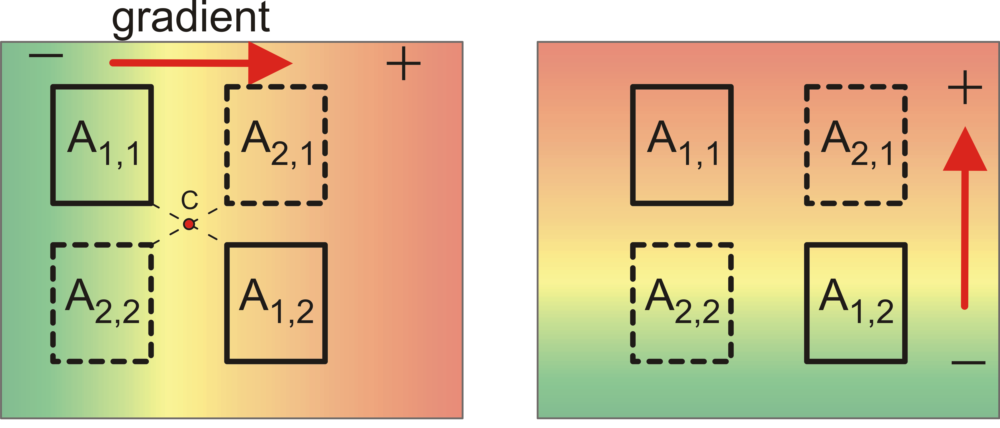 gradient
— +
A1,1 A2,1
C
A2,2 A1,2
+
A1,1 A2,1
A2,2 A1,2
—